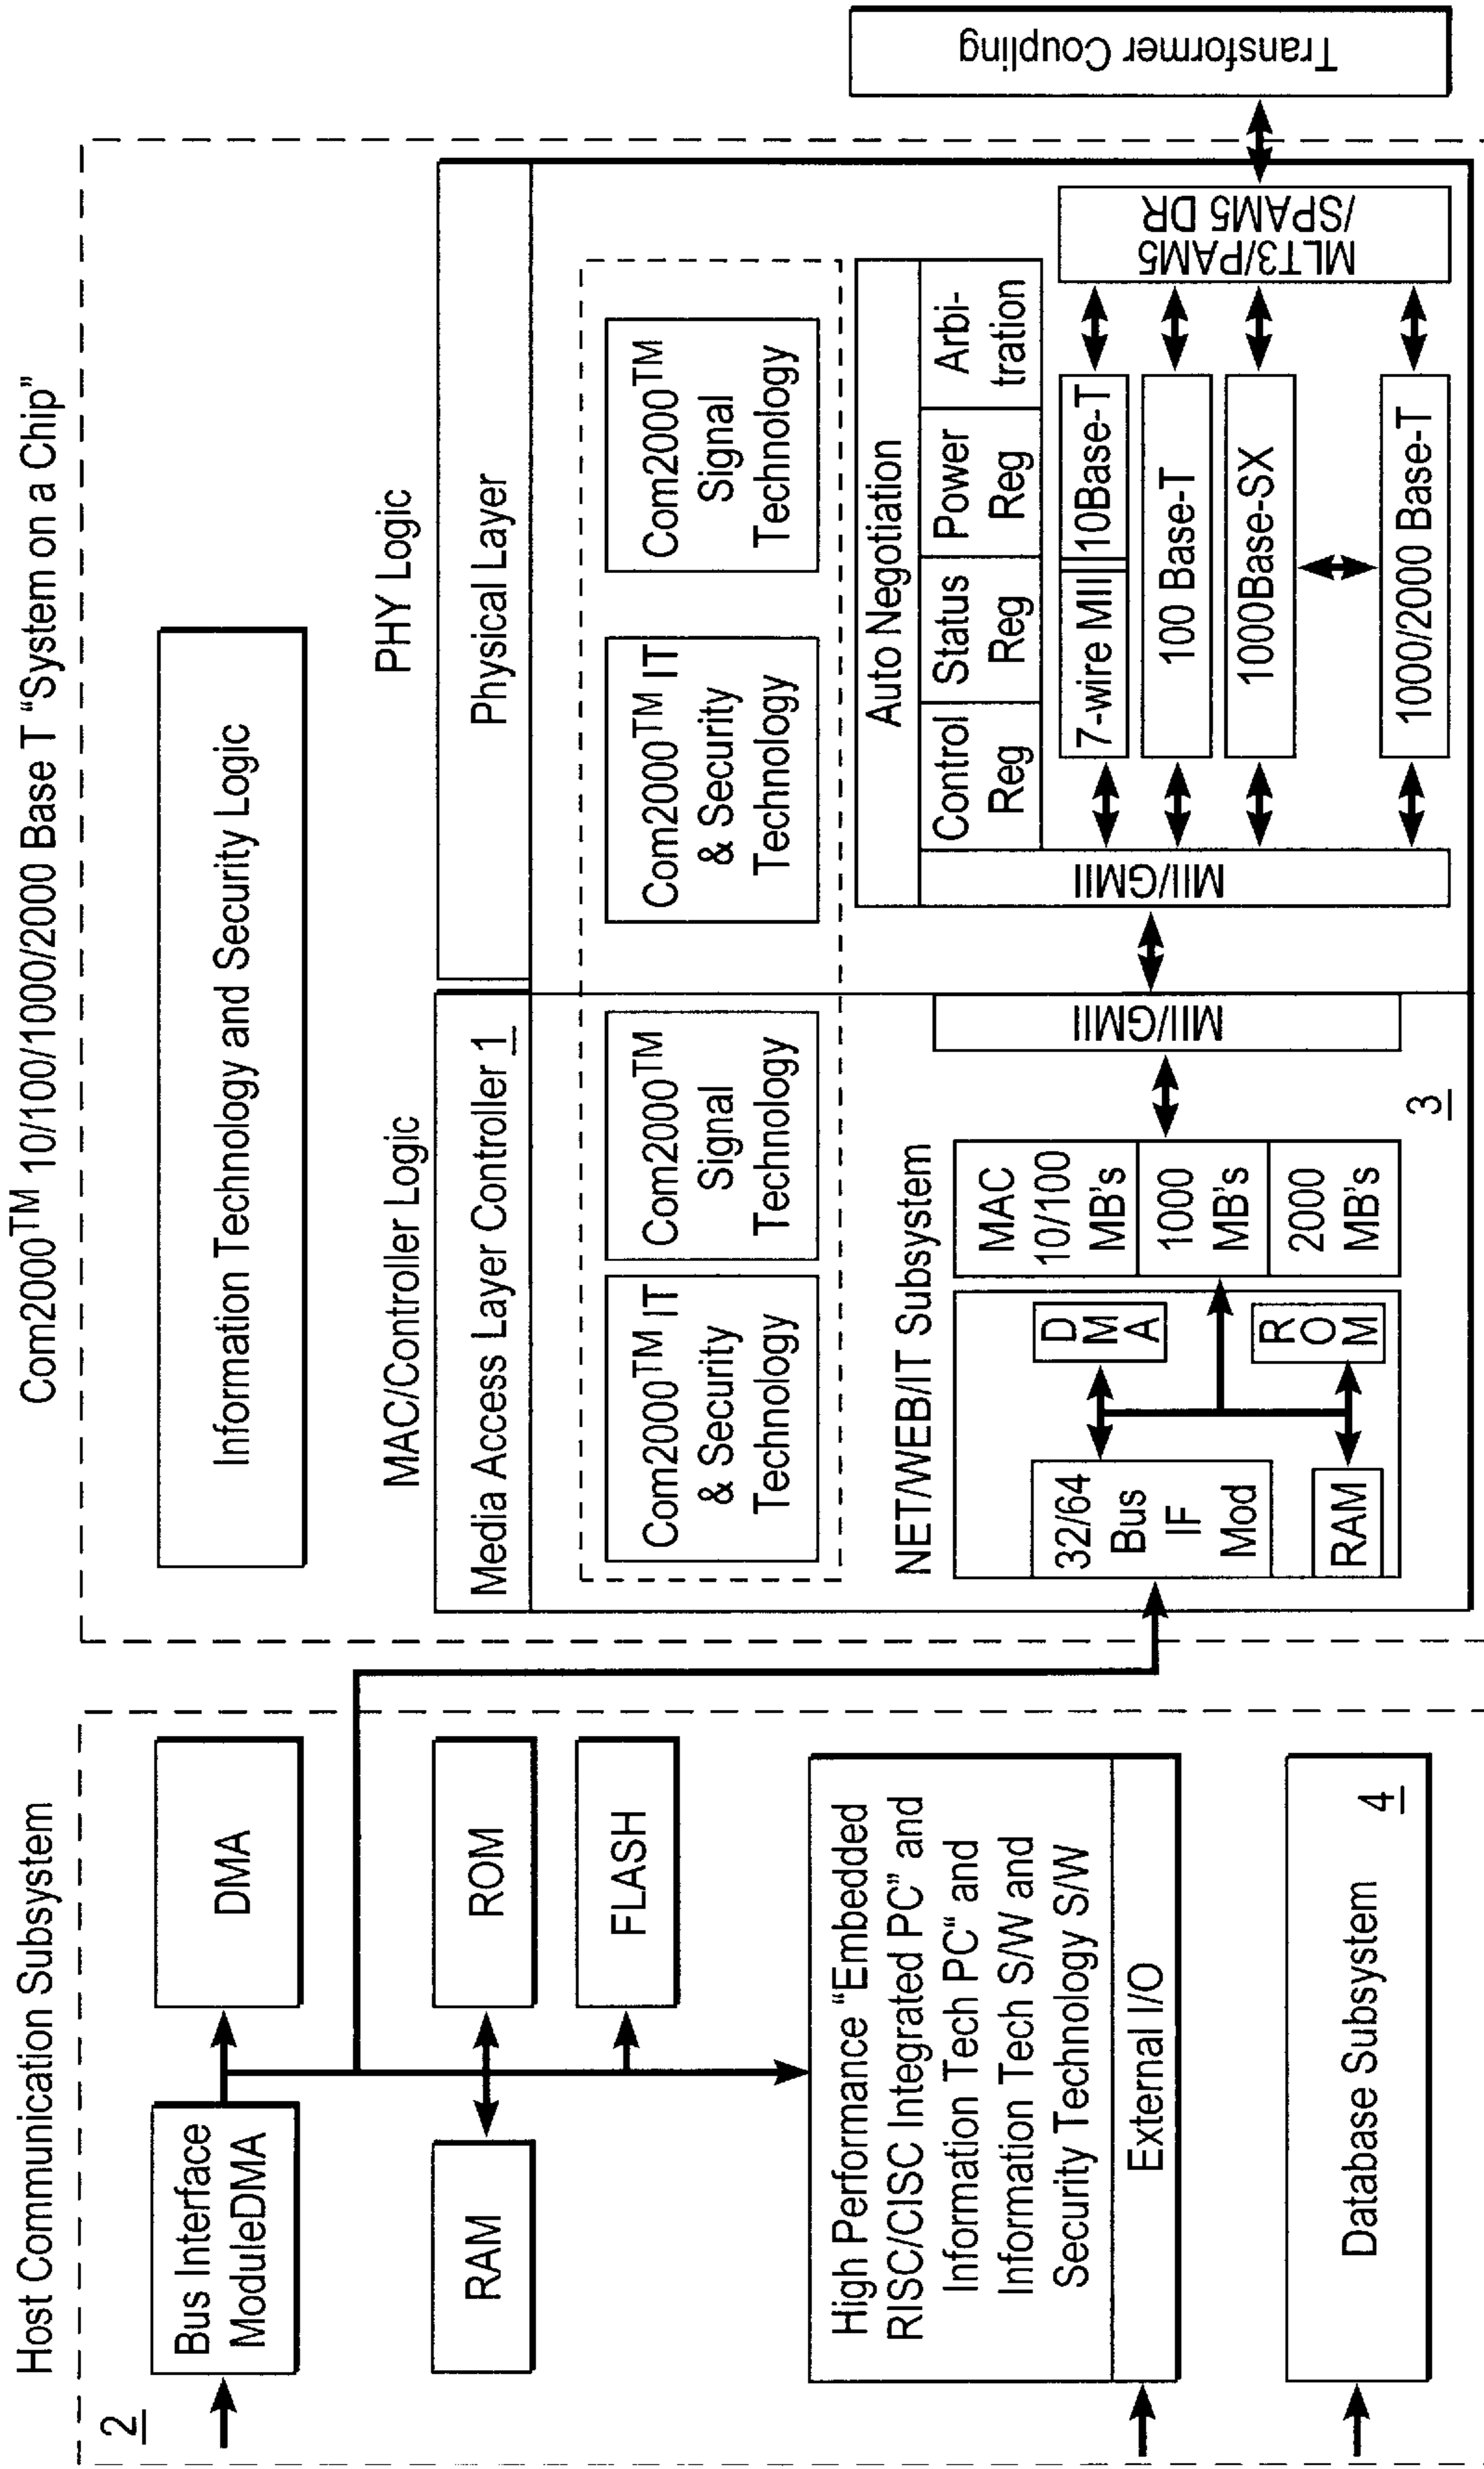 Host Communication Subsystem
2
Bus Interface
ModuleDMA
DMA
RAM
ROM
FLASH
High Performance “Embedded
RISC/CISC Integrated PC” and
Information Tech PC“ and
Information Tech S/W and
Security Technology S/W
External I/O
Database Subsystem
4
Com2000™ 10/100/1000/2000 Base T “System on a Chip”
Information Technology and Security Logic
MAC/Controller Logic
Media Access Layer Controller 1
PHY Logic
Physical Layer
Com2000™ IT
& Security
Technology
Com2000™
Signal
Technology
Com2000™ IT
& Security
Technology
Com2000™
Signal
Technology
NET/WEB/IT Subsystem
32/64
Bus
IF
Mod
RAM
DMA
ROM
MAC
10/100
MB's
1000
MB's
2000
MB's
3
MII/GMII
Auto Negotiation
MII/GMII
Control
Reg
Status
Reg
Power
Reg
Arbi-
tration
7-wire MII
10Base-T
100 Base-T
1000Base-SX
1000/2000 Base-T
MLT3/PAM5
/SPAM5 DR
Transformer Coupling